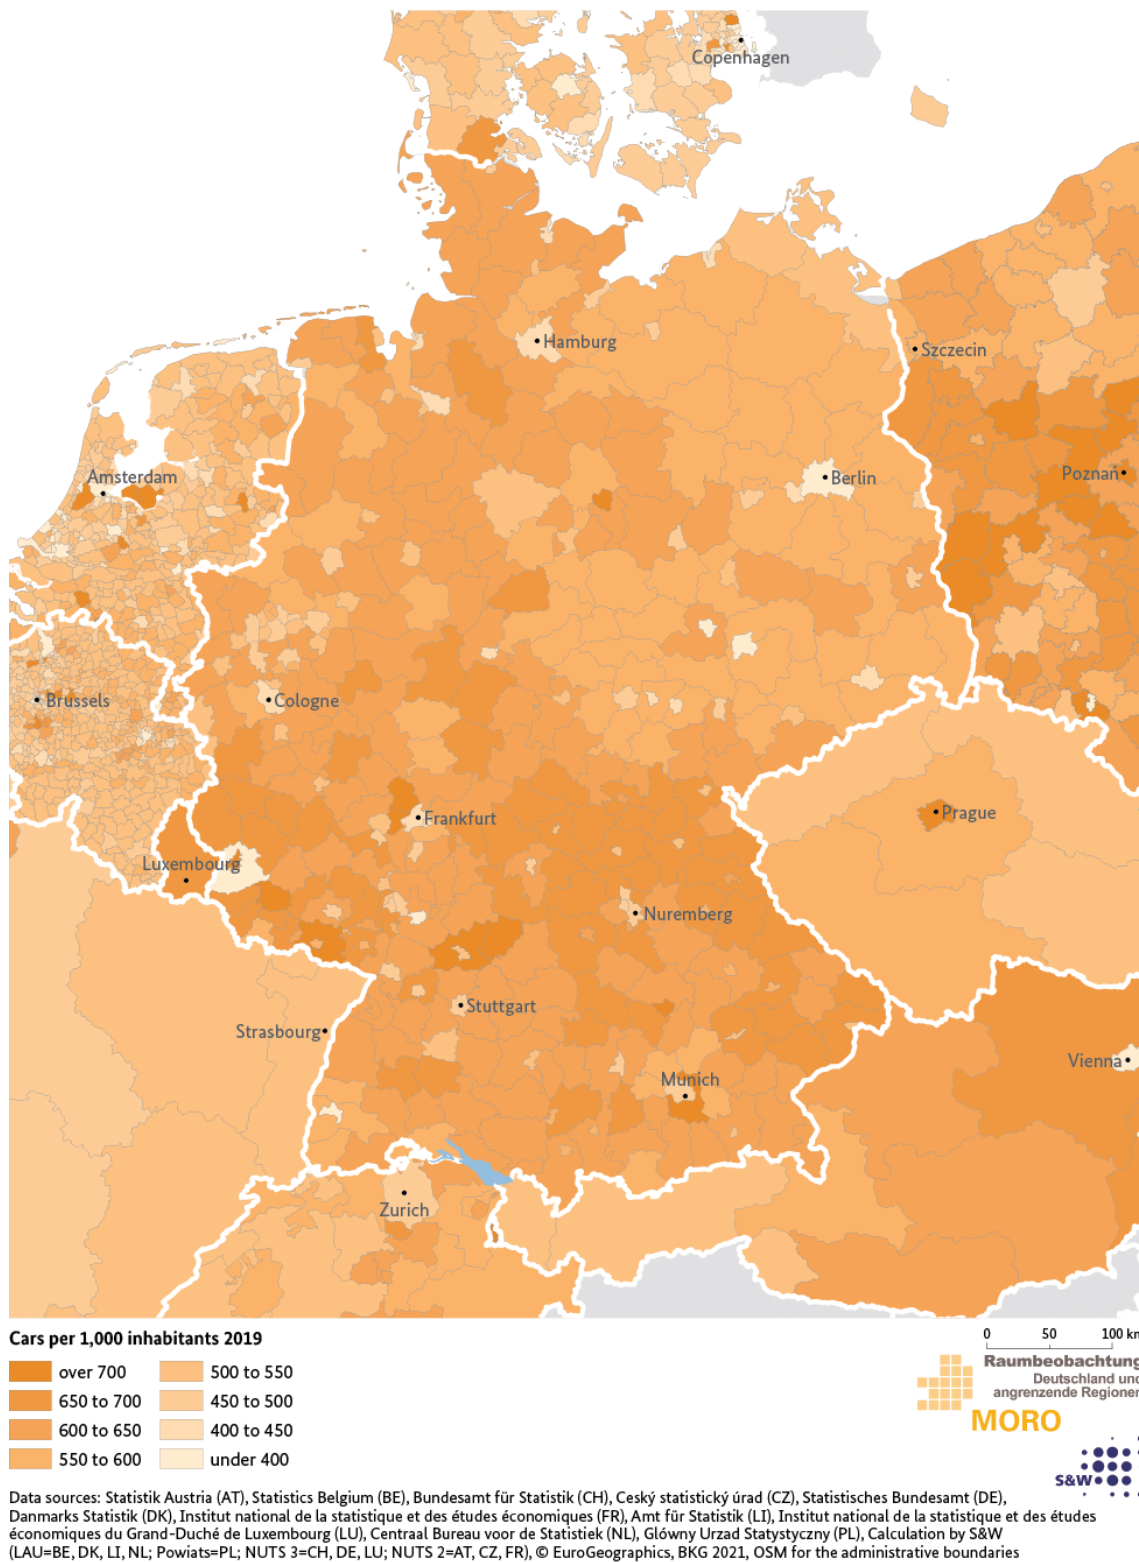 Copenhagen
Hamburg
Szczecin
Amsterdam
Berlin
Poznań
Brussels
Cologne
Prague
Frankfurt
Luxembourg
Nuremberg
Stuttgart
Strasbourg
Vienna
Munich
Zurich
Cars per 1,000 inhabitants 2019
0 50 100 km
over 700 500 to 550
650 to 700 450 to 500
600 to 650 400 to 450
550 to 600 under 400
Raumbeobachtung
Deutschland und
angrenzende Regionen
MORO
S&W
Data sources: Statistik Austria (AT), Statistics Belgium (BE), Bundesamt für Statistik (CH), Ceský statistický úrad (CZ), Statistisches Bundesamt (DE),
Danmarks Statistik (DK), Institut national de la statistique et des études économiques (FR), Amt für Statistik (LI), Institut national de la statistique et des études
économiques du Grand-Duché de Luxembourg (LU), Centraal Bureau voor de Statistiek (NL), Glówny Urzad Statystyczny (PL), Calculation by S&W
(LAU=BE, DK, LI, NL; Powiats=PL; NUTS 3=CH, DE, LU; NUTS 2=AT, CZ, FR), © EuroGeographics, BKG 2021, OSM for the administrative boundaries